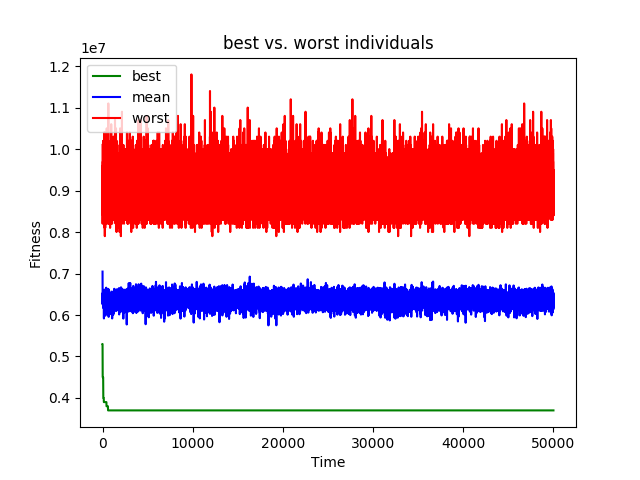 best vs. worst individuals
1e7
1.2
1.1
1.0
0.9
0.8
0.7
0.6
0.5
0.4
Fitness
best
mean
worst
0 10000 20000 30000 40000 50000
Time